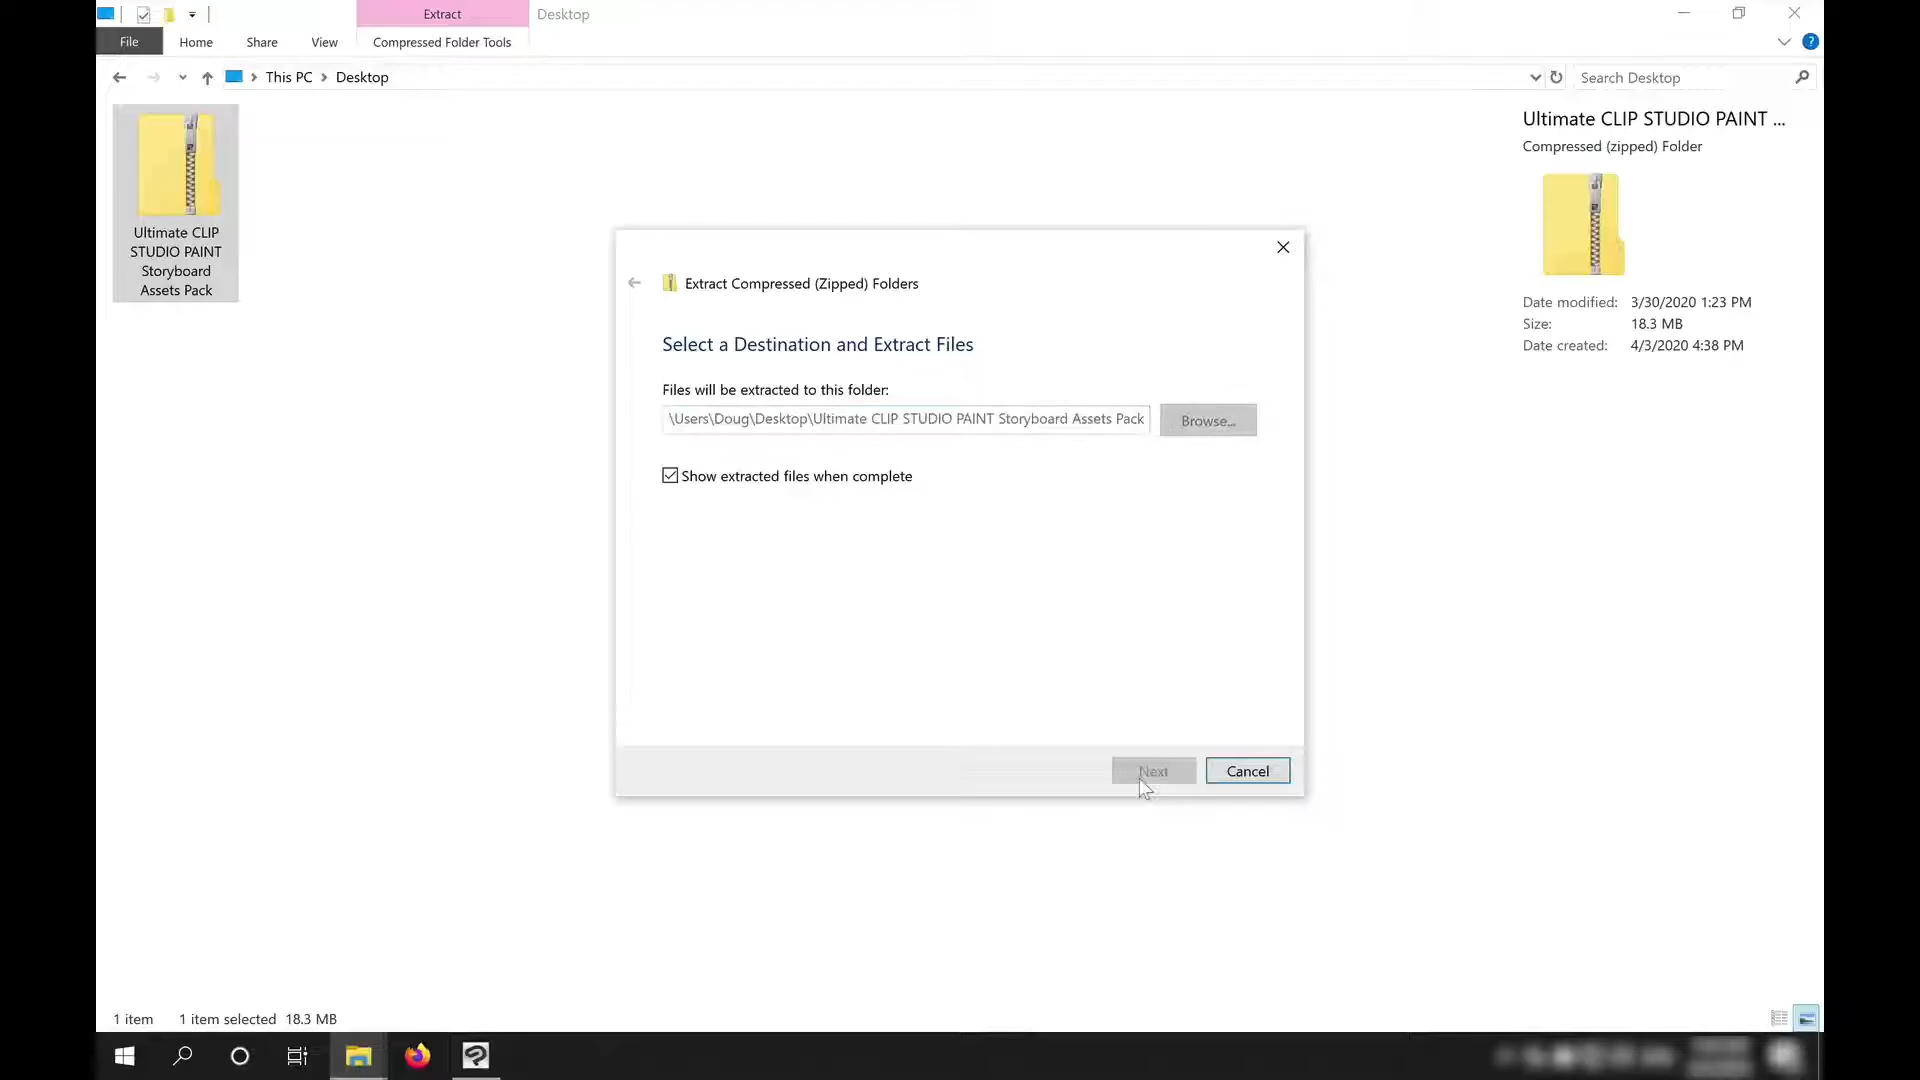 Extract
Desktop
File
Home
Share
View
Compressed Folder Tools
This PC
Desktop
Search Desktop
Ultimate CLIP
STUDIO PAINT
Storyboard
Assets Pack
Ultimate CLIP STUDIO PAINT ...
Compressed (zipped) Folder
Date modified: 3/30/2020 1:23 PM
Size: 18.3 MB
Date created: 4/3/2020 4:38 PM
Extract Compressed (Zipped) Folders
Select a Destination and Extract Files
Files will be extracted to this folder:
\Users\Doug\Desktop\Ultimate CLIP STUDIO PAINT Storyboard Assets Pack
Browse...
Show extracted files when complete
Next
Cancel
1 item
1 item selected 18.3 MB